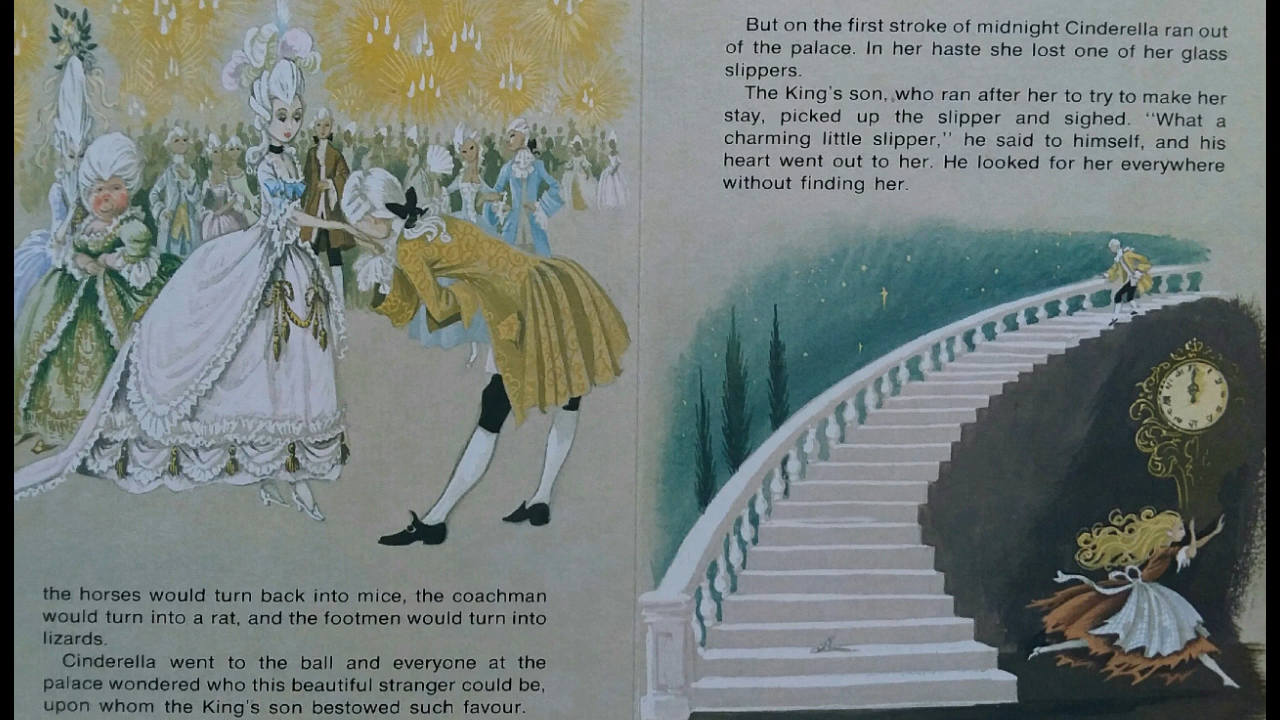 the horses would turn back into mice, the coachman
would turn into a rat, and the footmen would turn into
lizards.
Cinderella went to the ball and everyone at the
palace wondered who this beautiful stranger could be,
upon whom the King's son bestowed such favour.
But on the first stroke of midnight Cinderella ran out
of the palace. In her haste she lost one of her glass
slippers.
The King's son, who ran after her to try to make her
stay, picked up the slipper and sighed. "What a
charming little slipper," he said to himself, and his
heart went out to her. He looked for her everywhere
without finding her.